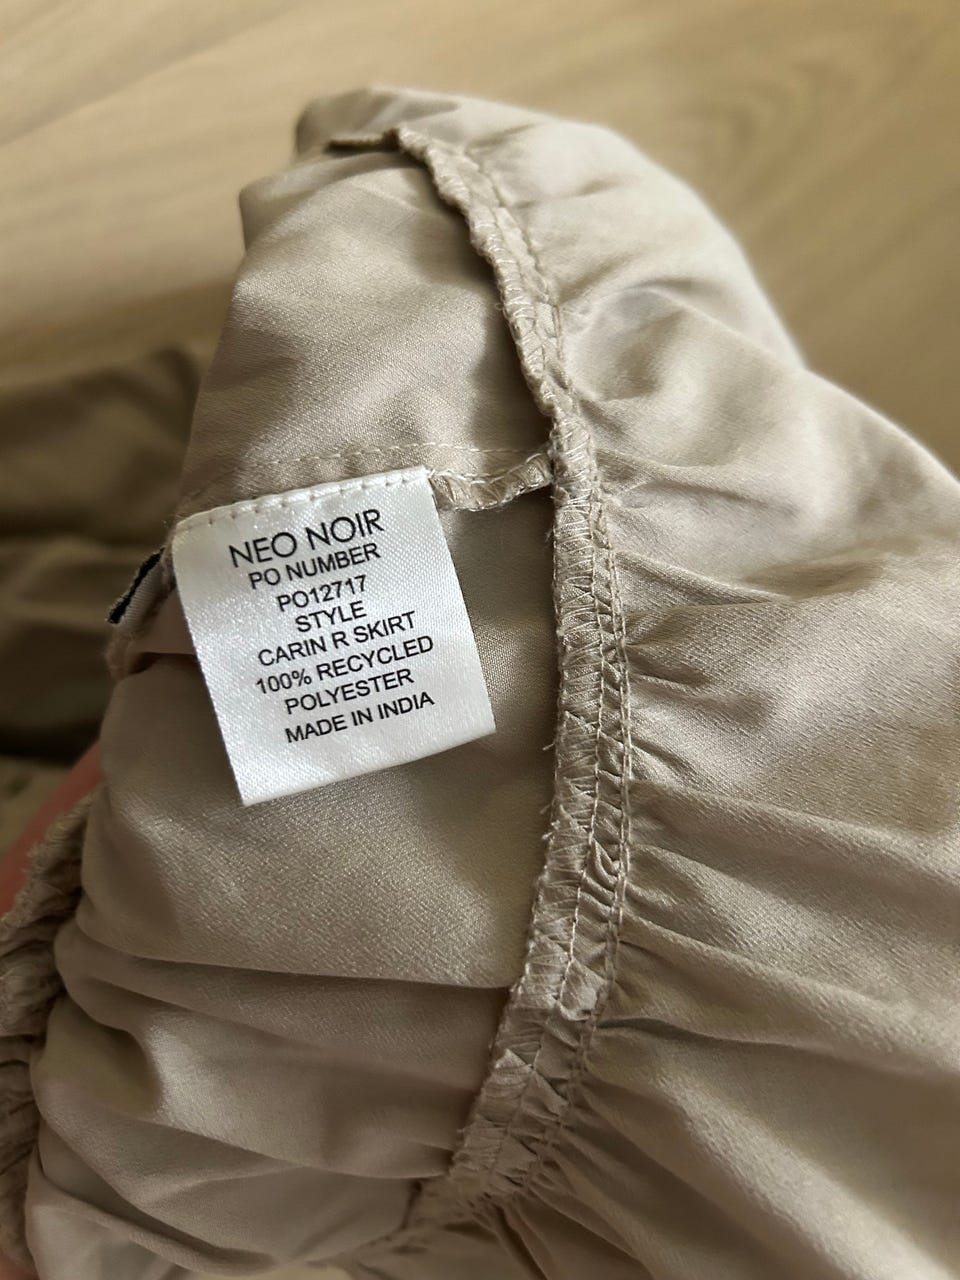 NEO NOIR
PO NUMBER
PO12717
STYLE
CARIN R SKIRT
100% RECYCLED
POLYESTER
MADE IN INDIA